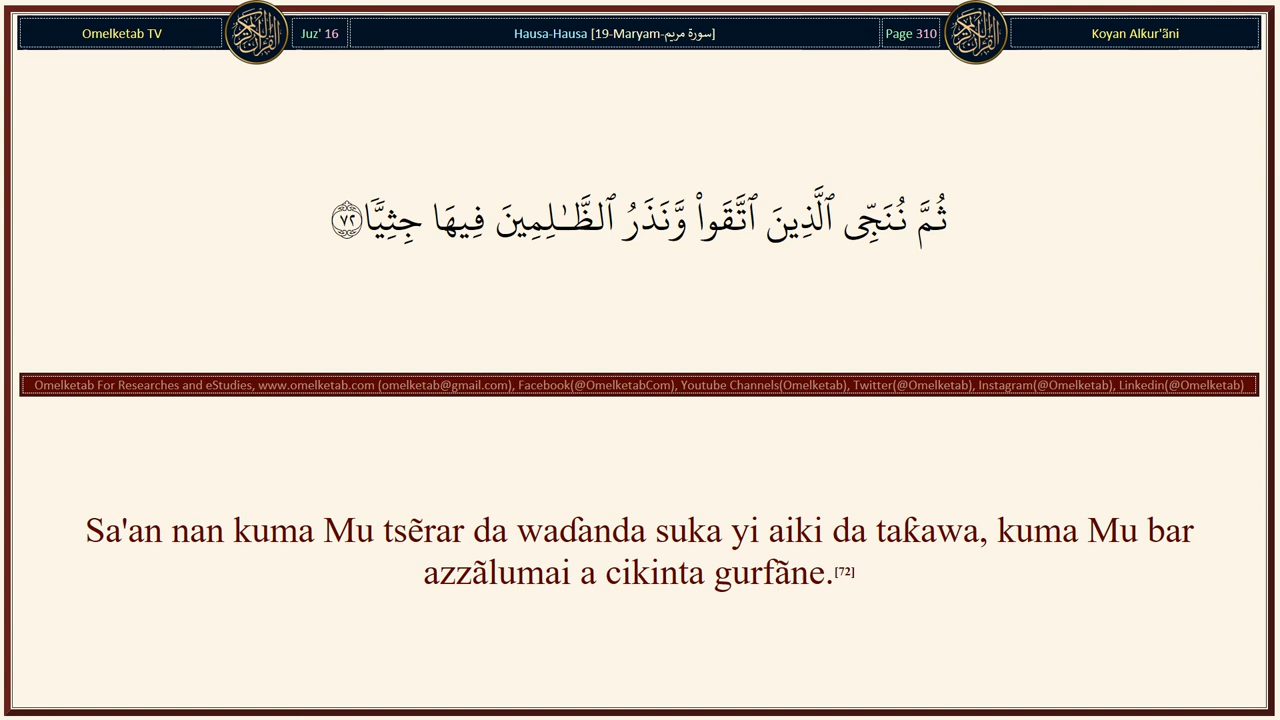 Omelketab TV
Juz' 16
Hausa-Hausa [19-Maryam-سورة مريم]
Page 310
Koyan Alƙur'ãni
ثُمَّ نُنَجِّى ٱلَّذِينَ ٱتَّقَوا۟ وَّنَذَرُ ٱلظَّـٰلِمِينَ فِيهَا جِثِيًّۭا ﴿٧٢﴾
Omelketab For Researches and eStudies, www.omelketab.com (omelketab@gmail.com), Facebook(@OmelketabCom), Youtube Channels(Omelketab), Twitter(@Omelketab), Instagram(@Omelketab), Linkedin(@Omelketab)
Sa'an nan kuma Mu tsẽrar da waɗanda suka yi aiki da taƙawa, kuma Mu bar
azzãlumai a cikinta gurfãne.[72]